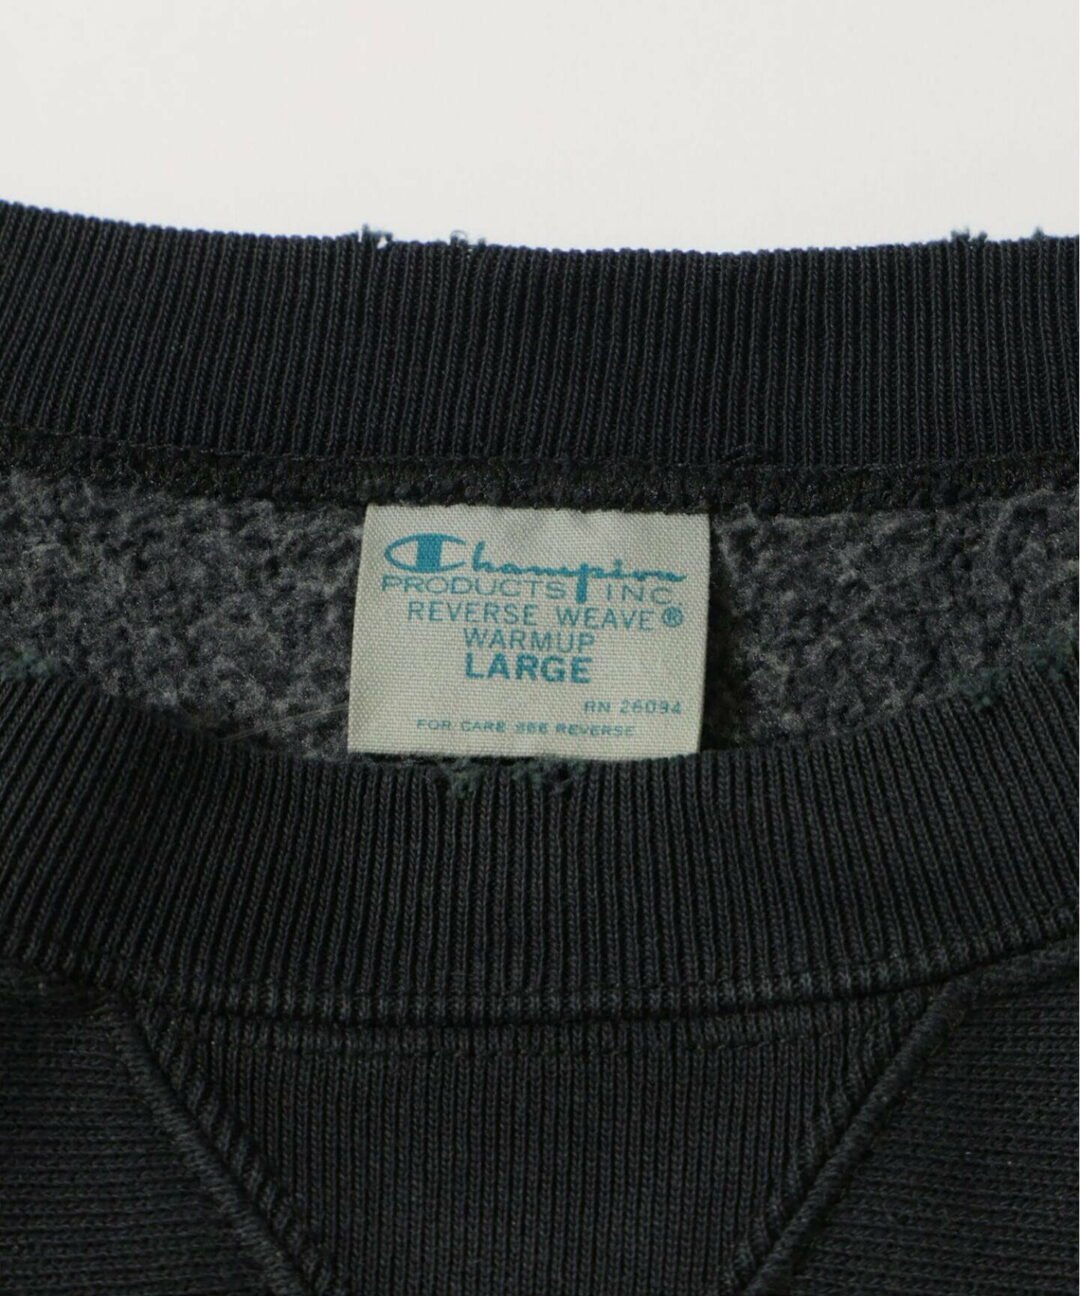 Champion
PRODUCTS INC
REVERSE WEAVE®
WARMUP
LARGE
RN 26094
FOR CARE SEE REVERSE